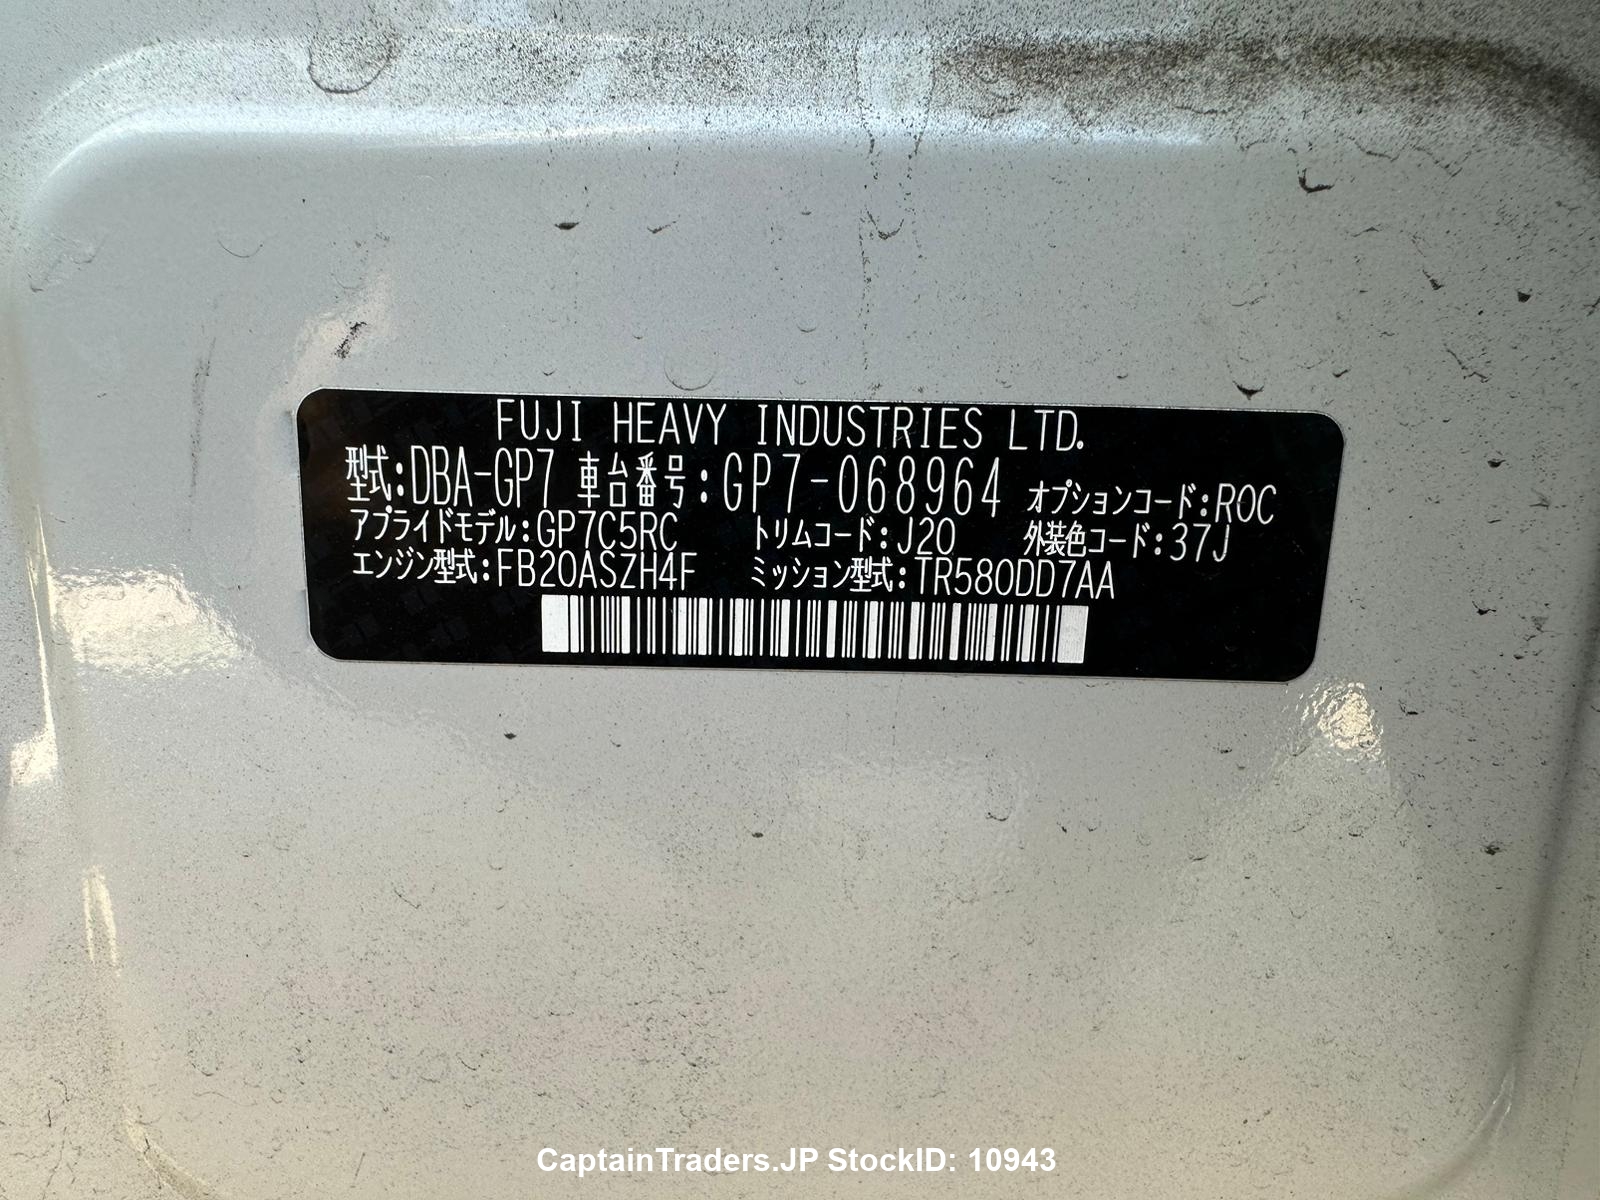 FUJI HEAVY INDUSTRIES LTD.
型式:DBA-GP7 車台番号:GP7-068964 オプションコード:ROC
アプライドモデル:GP7C5RC トリムコード:J20 外装色コード:37J
エンジン型式:FB20ASZH4F ミッション型式:TR580DD7AA
CaptainTraders.JP StockID: 10943